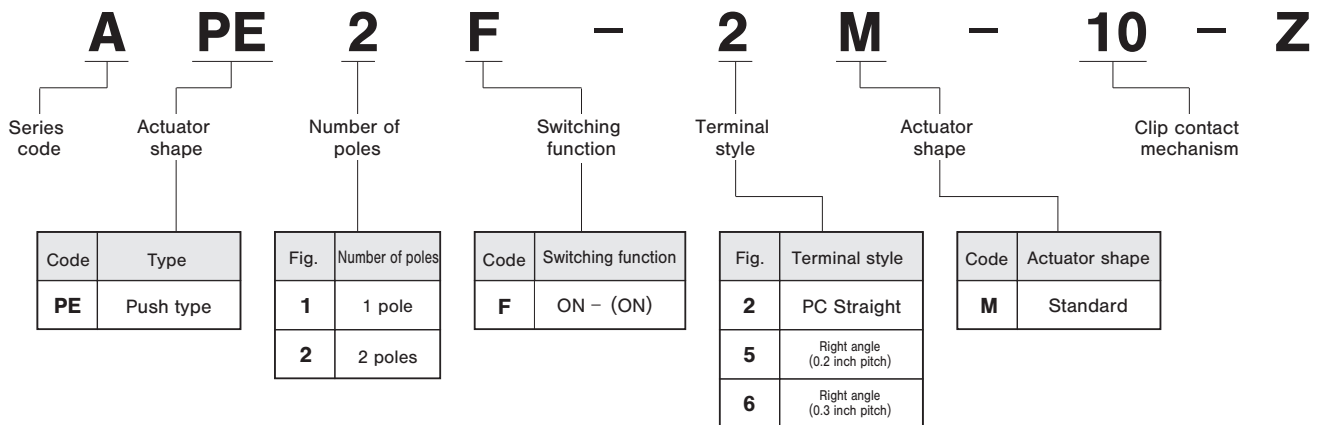 A PE 2 F – 2 M – 10 – Z
Series
code
Actuator
shape
Number of
poles
Switching
function
Terminal
style
Actuator
shape
Clip contact
mechanism
Code Type
PE Push type
Fig. Number of poles
1 1 pole
2 2 poles
Code Switching function
F ON – (ON)
Fig. Terminal style
2 PC Straight
5 Right angle
(0.2 inch pitch)
6 Right angle
(0.3 inch pitch)
Code Actuator shape
M Standard